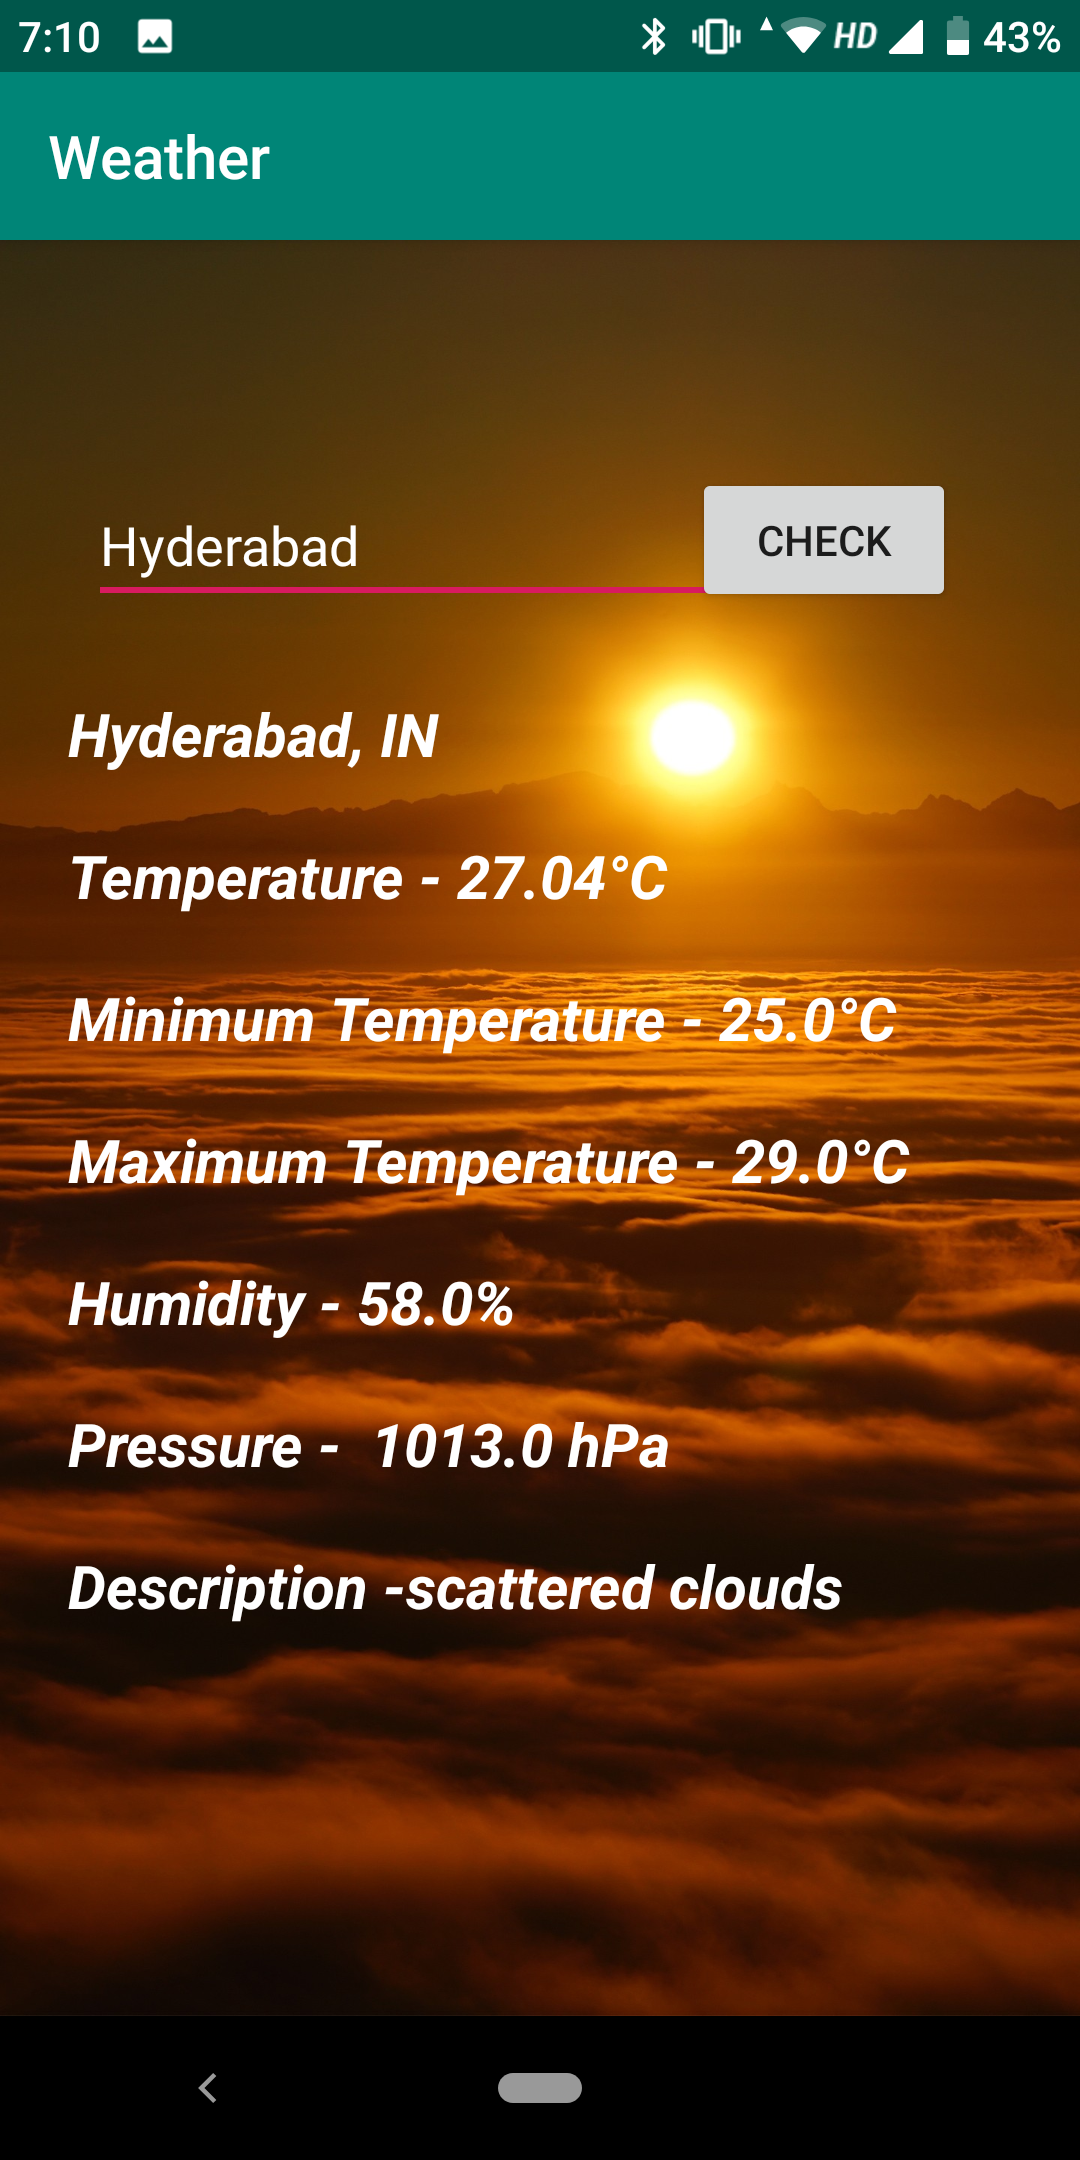 7:10 HD 43%
Weather
Hyderabad CHECK
Hyderabad, IN
Temperature - 27.04°C
Minimum Temperature - 25.0°C
Maximum Temperature - 29.0°C
Humidity - 58.0%
Pressure -  1013.0 hPa
Description -scattered clouds